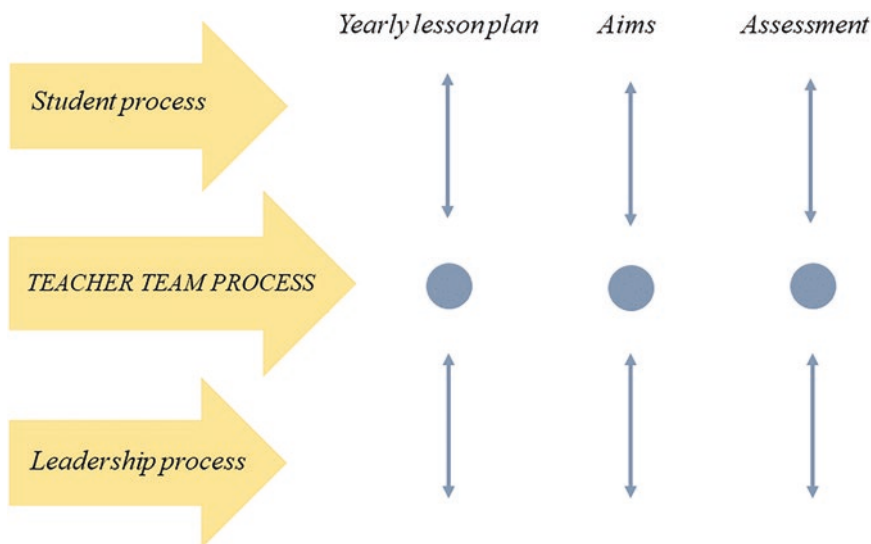 Yearly lesson plan Aims Assessment
Student process
TEACHER TEAM PROCESS
Leadership process